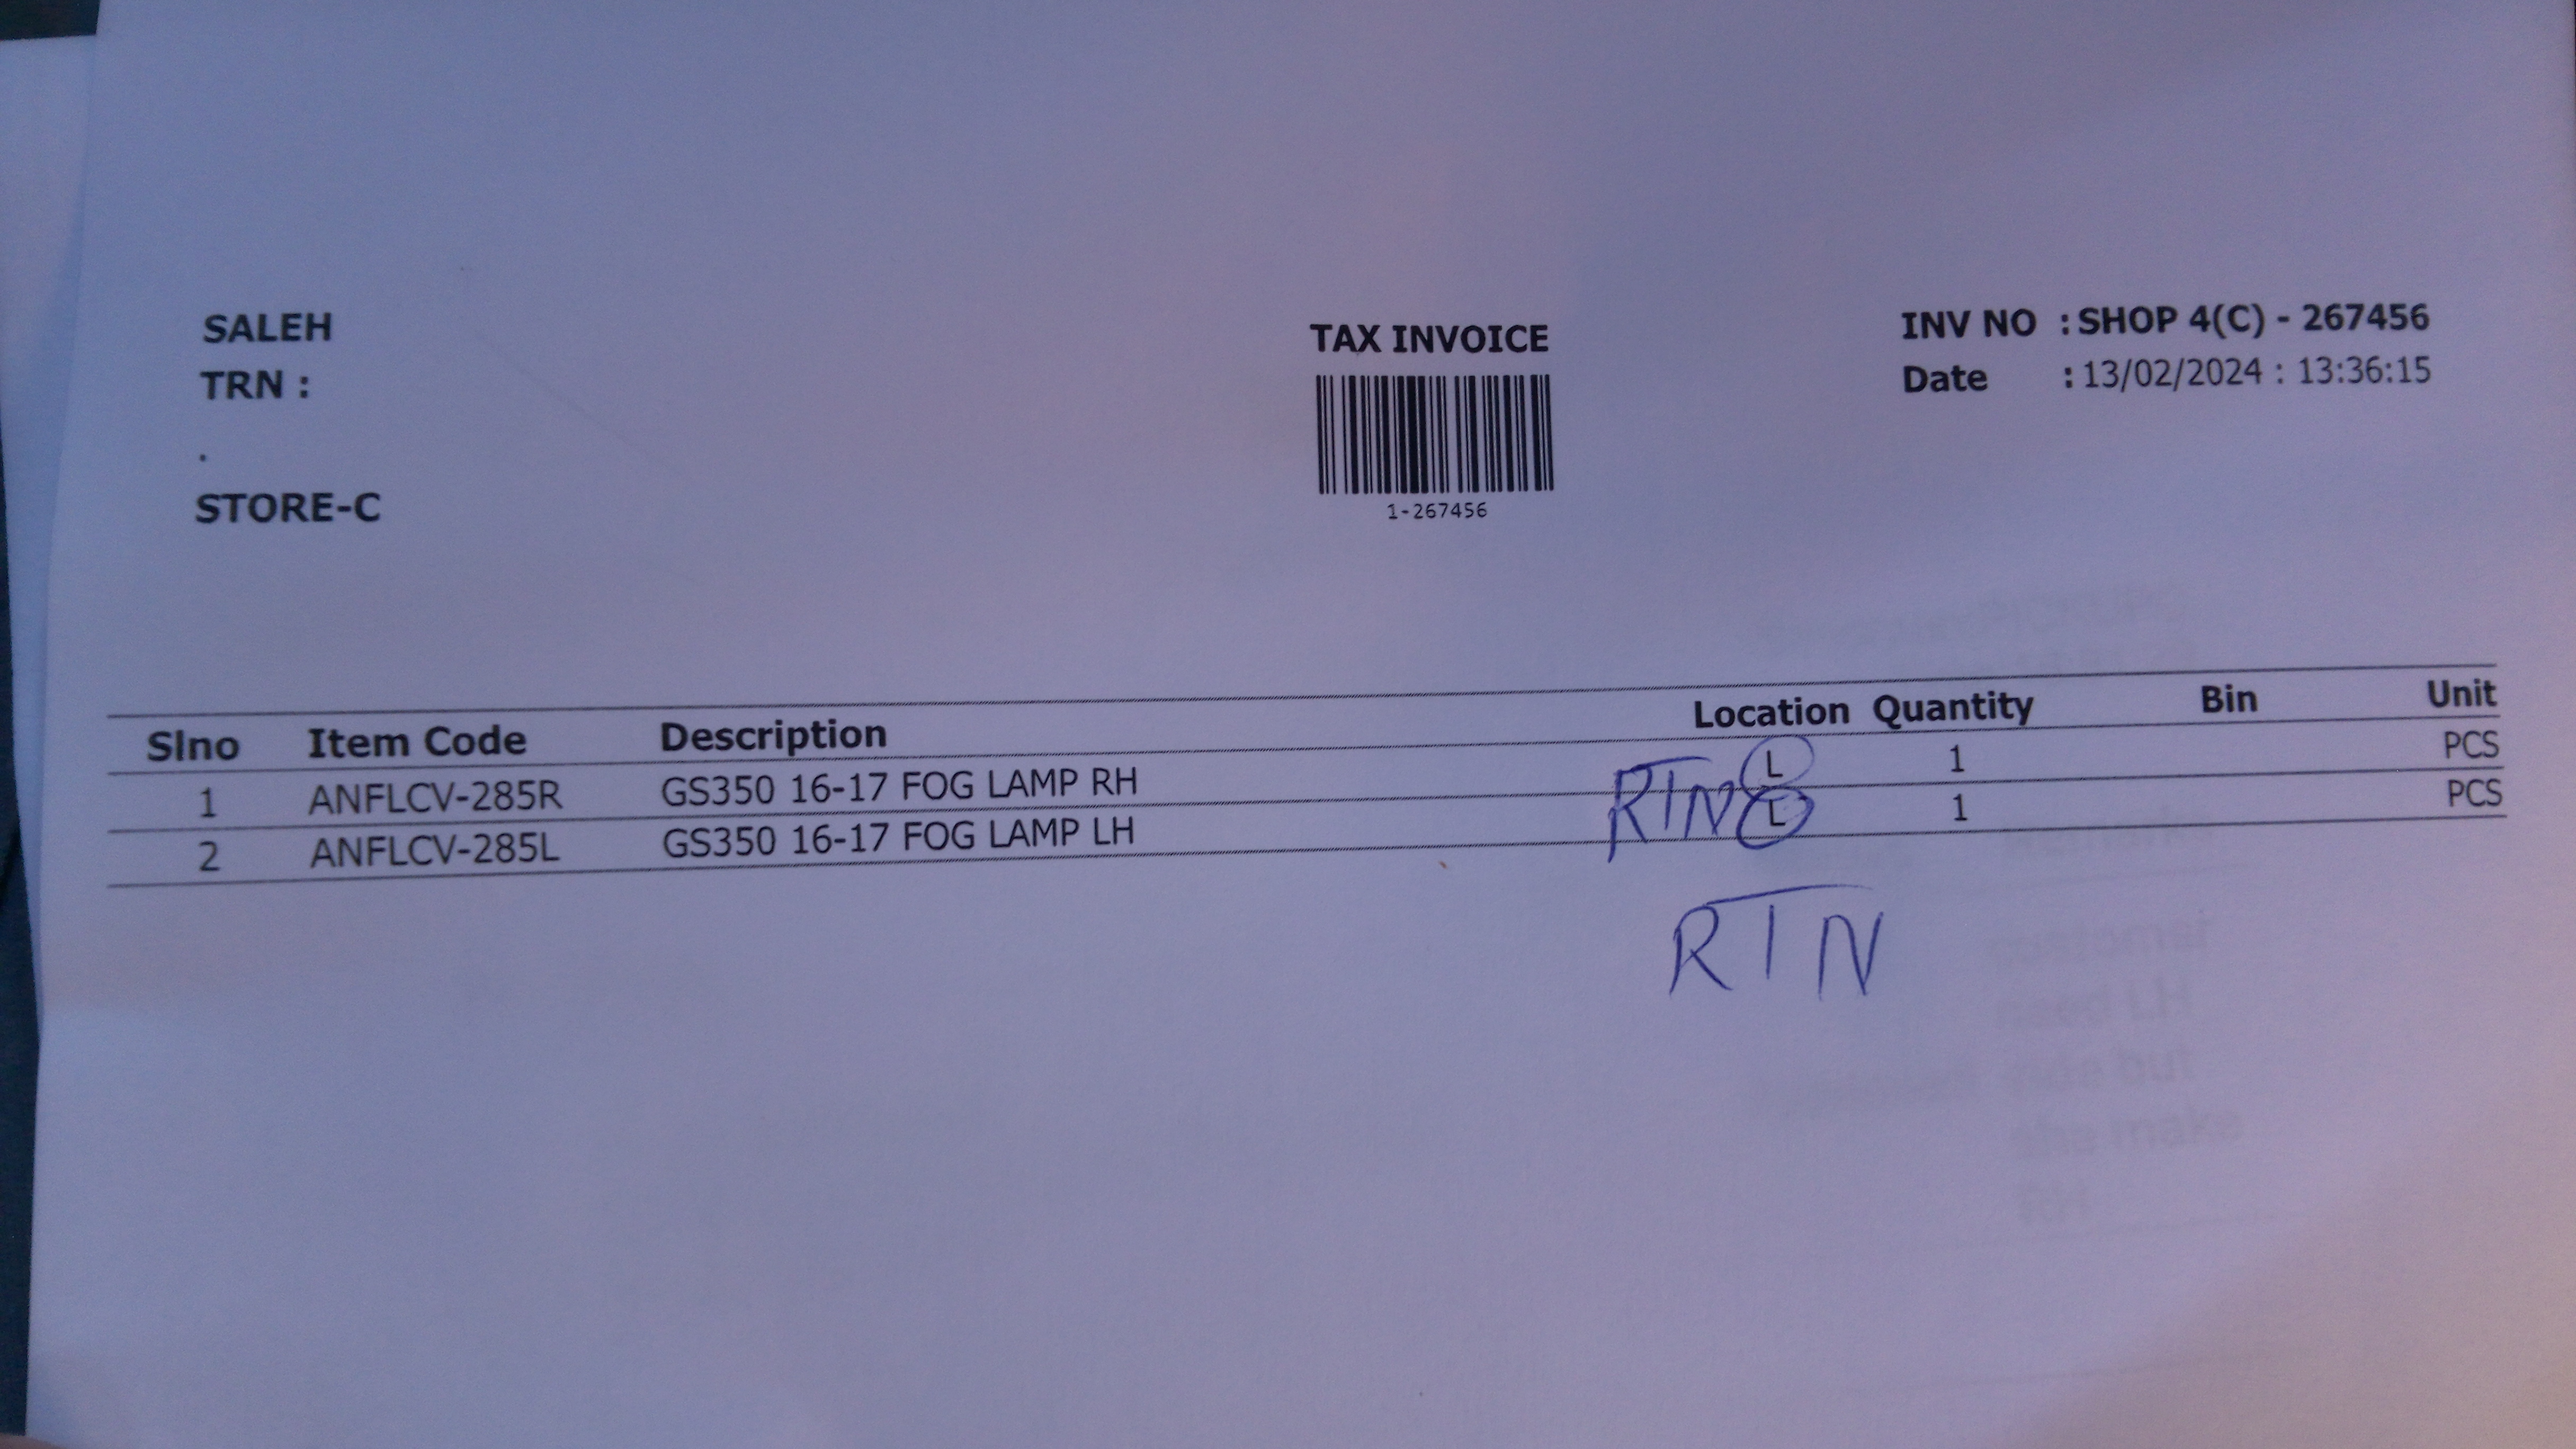 SALEH
TRN :
.
STORE-C
TAX INVOICE
1-267456
INV NO : SHOP 4(C) - 267456
Date : 13/02/2024 : 13:36:15
Slno Item Code Description Location Quantity Bin Unit
1 ANFLCV-285R GS350 16-17 FOG LAMP RH L 1 PCS
2 ANFLCV-285L GS350 16-17 FOG LAMP LH L 1 PCS
RTN
RTN